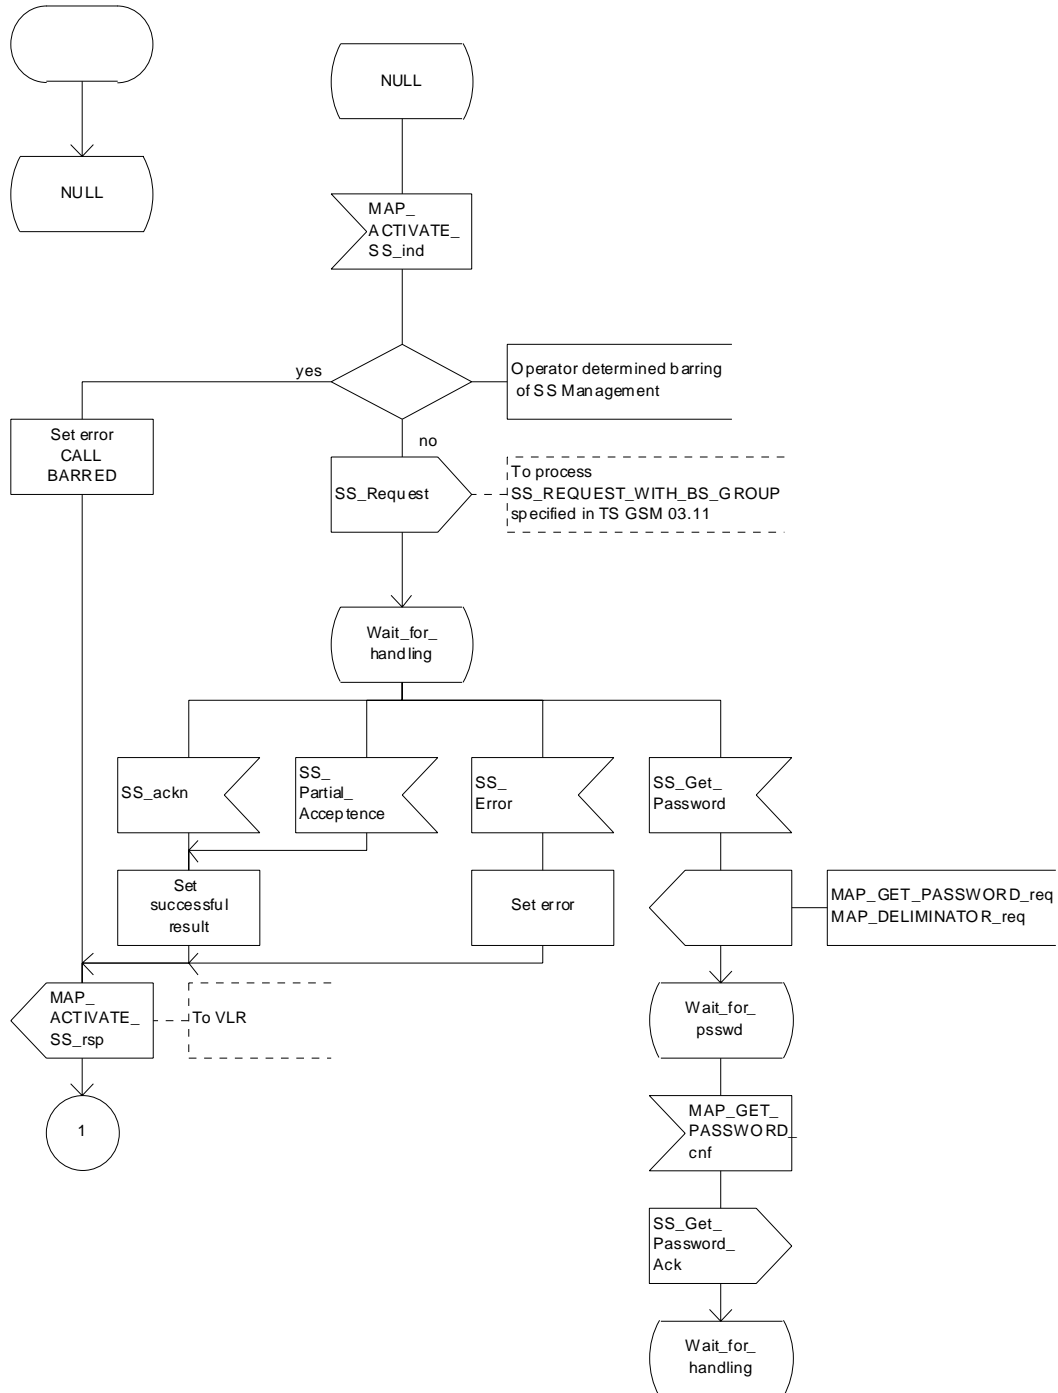 NULL
NULL
MAP_
ACTIVATE_
SS_ind
yes
Operator determined barring
of SS Management
Set error
CALL
BARRED
no
SS_Request
To process
SS_REQUEST_WITH_BS_GROUP
specified in TS GSM 03.11
Wait_for_
handling
SS_ackn
SS_
Partial_
Acceptence
SS_
Error
SS_Get_
Password
Set
successful
result
Set error
MAP_GET_PASSWORD_req
MAP_DELIMINATOR_req
MAP_
ACTIVATE_
SS_rsp
To VLR
Wait_for_
psswd
1
MAP_GET_
PASSWORD_
cnf
SS_Get_
Password_
Ack
Wait_for_
handling